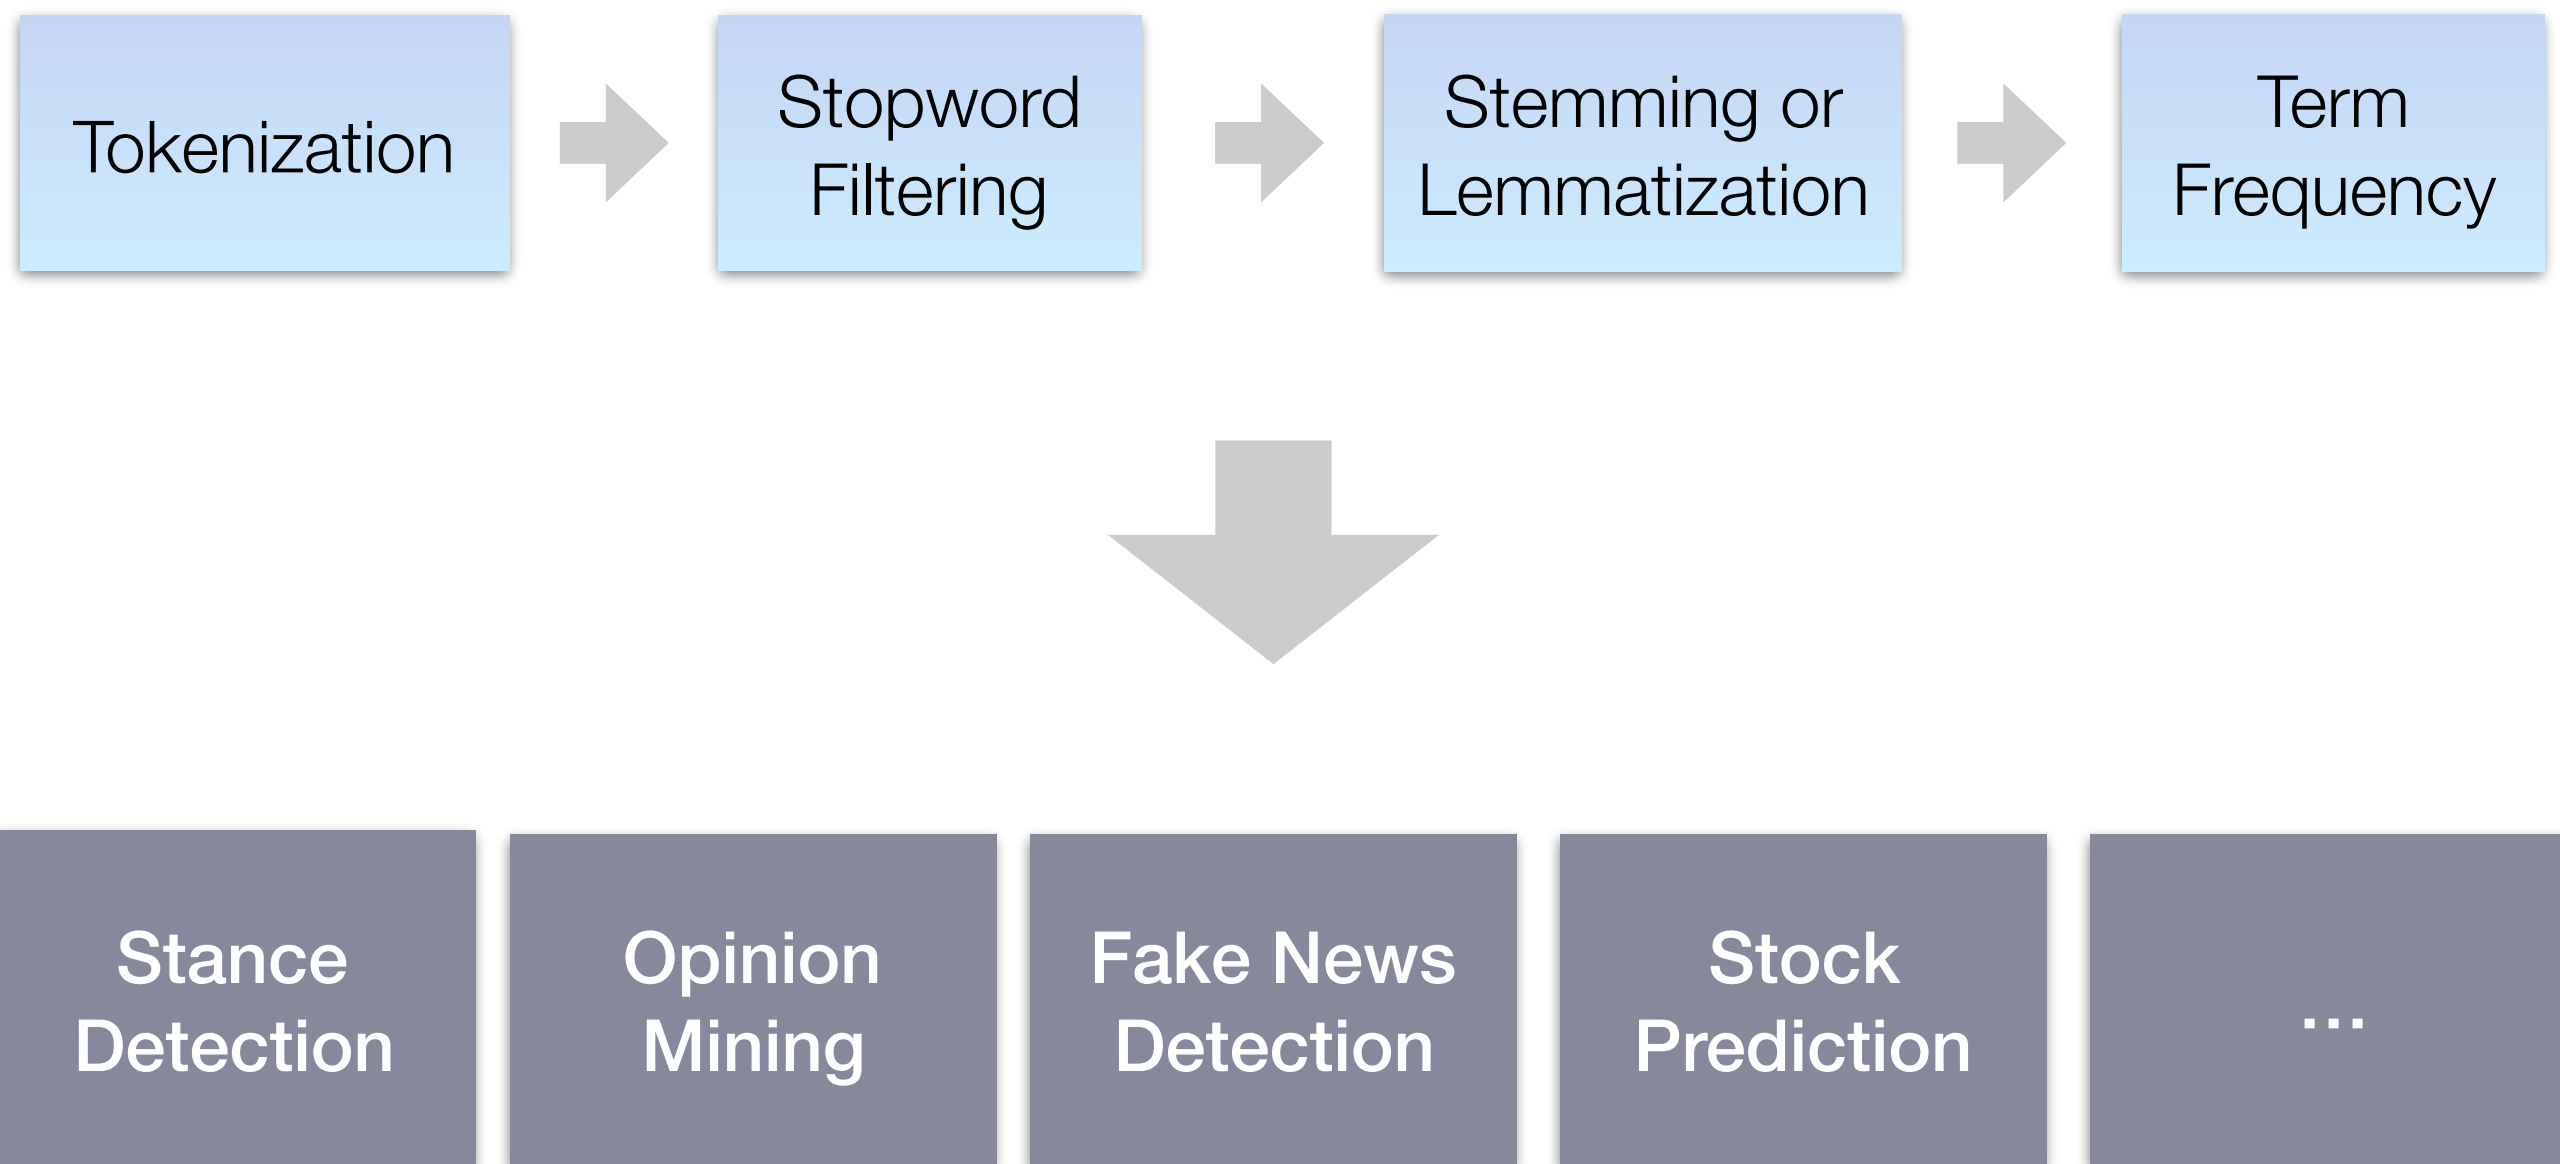 Tokenization
Stopword
Filtering
Stemming or
Lemmatization
Term
Frequency
Stance
Detection
Opinion
Mining
Fake News
Detection
Stock
Prediction
...